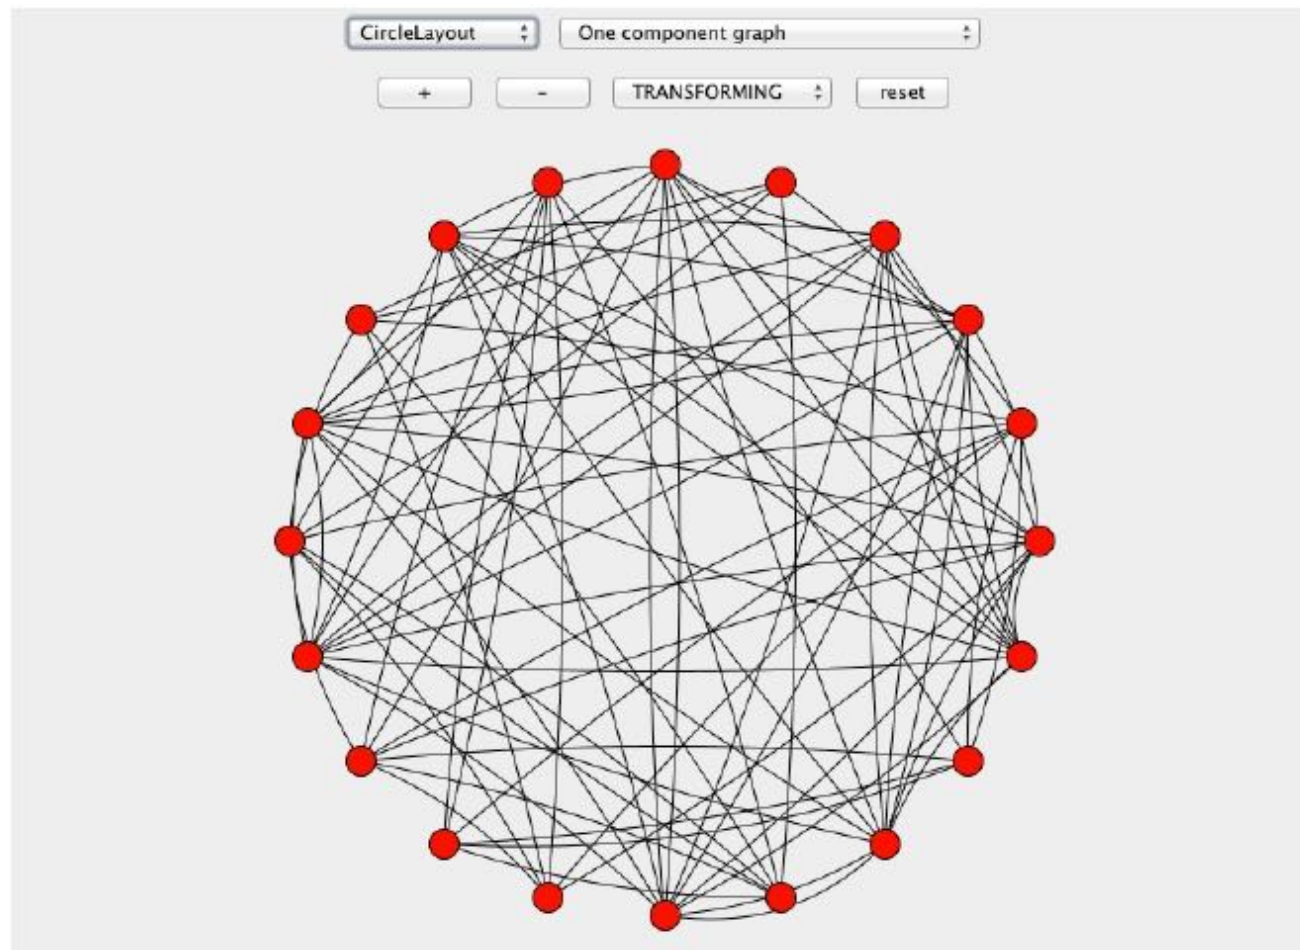 CircleLayout One component graph
+ - TRANSFORMING reset